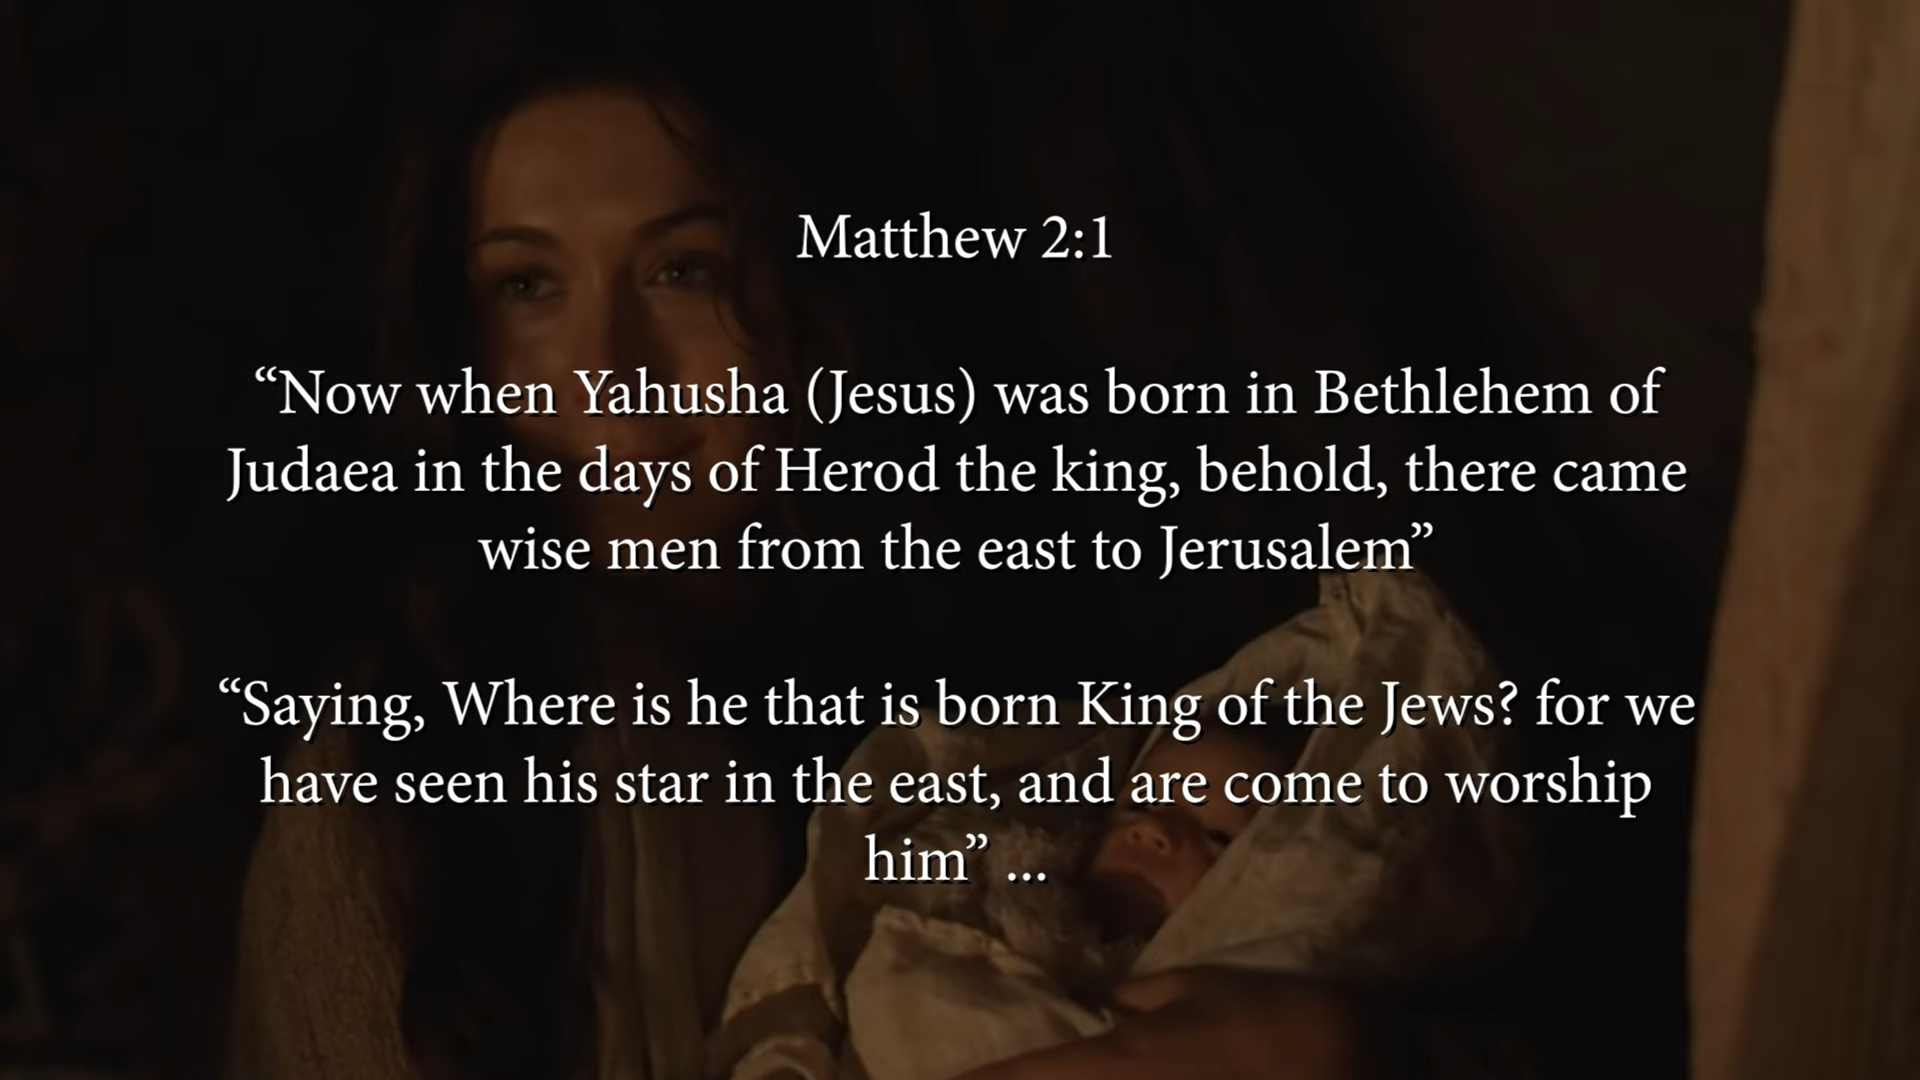 Matthew 2:1
“Now when Yahusha (Jesus) was born in Bethlehem of
Judaea in the days of Herod the king, behold, there came
wise men from the east to Jerusalem”
“Saying, Where is he that is born King of the Jews? for we
have seen his star in the east, and are come to worship
him” ...